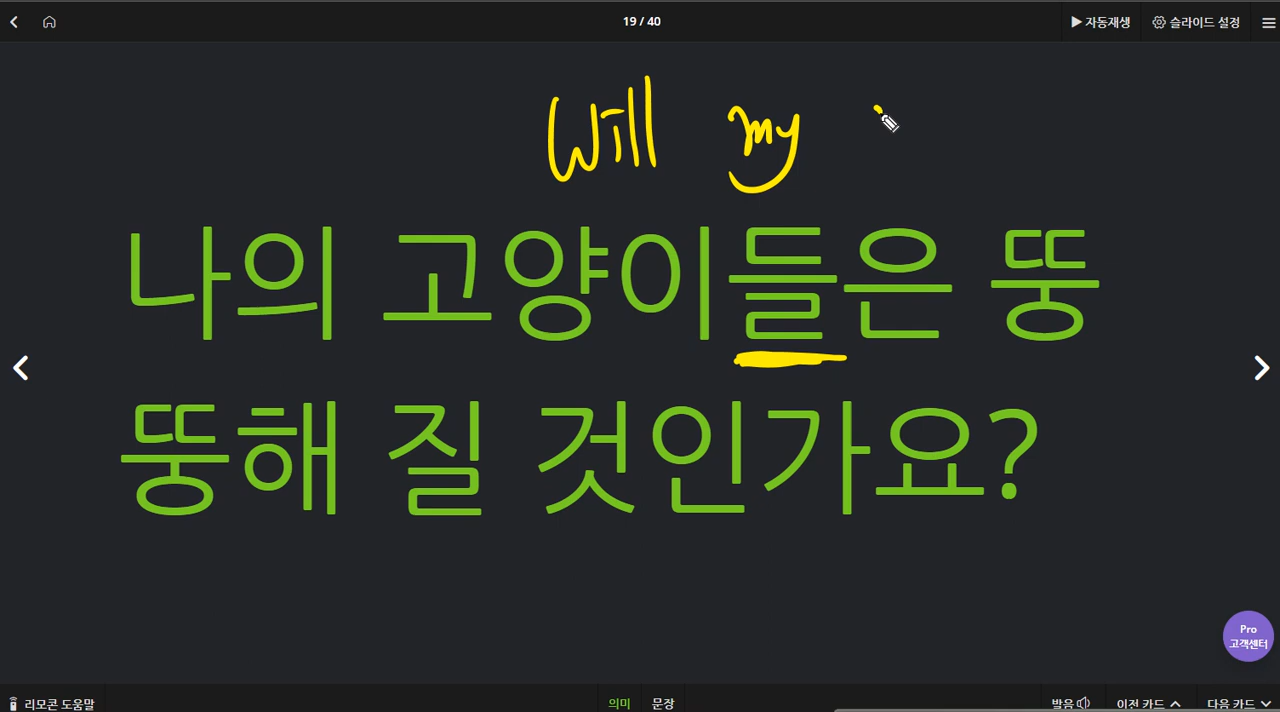 19 / 40
자동재생
슬라이드 설정
will my
나의 고양이들은 뚱
뚱해 질 것인가요?
Pro
고객센터
리모콘 도움말
의미
문장
발음
이전 카드
다음 카드